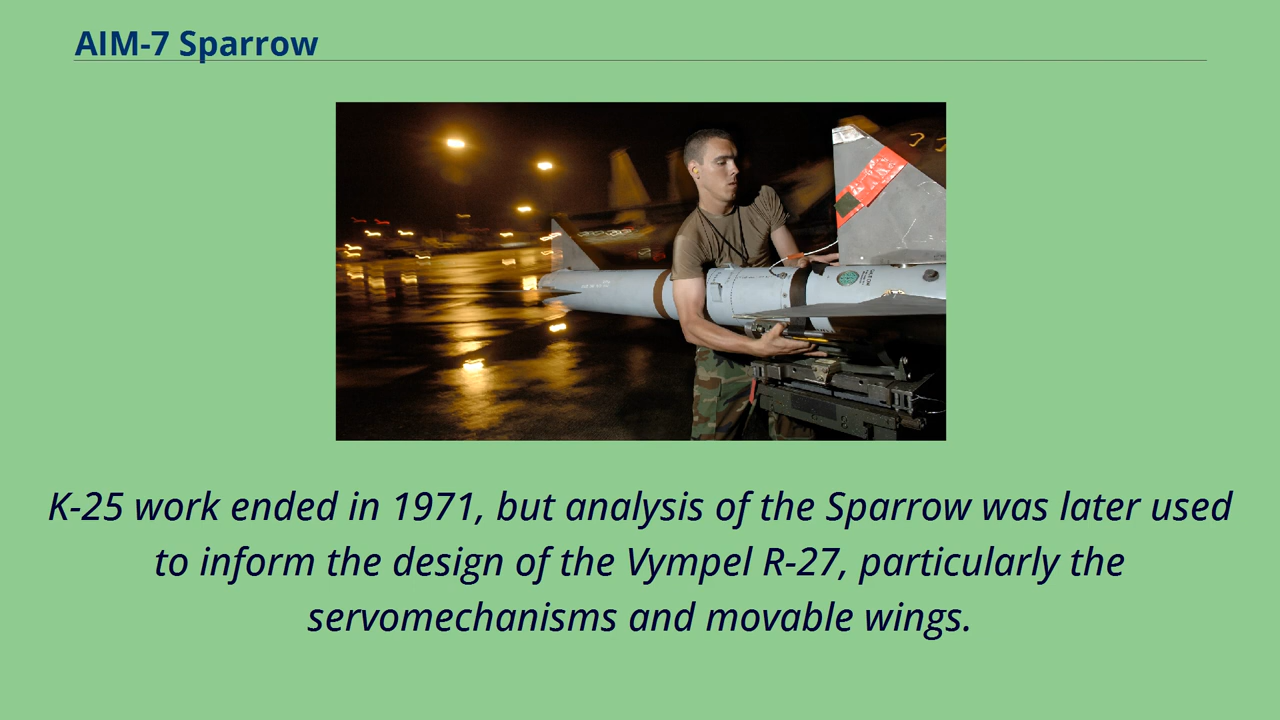 AIM-7 Sparrow
K-25 work ended in 1971, but analysis of the Sparrow was later used
to inform the design of the Vympel R-27, particularly the
servomechanisms and movable wings.